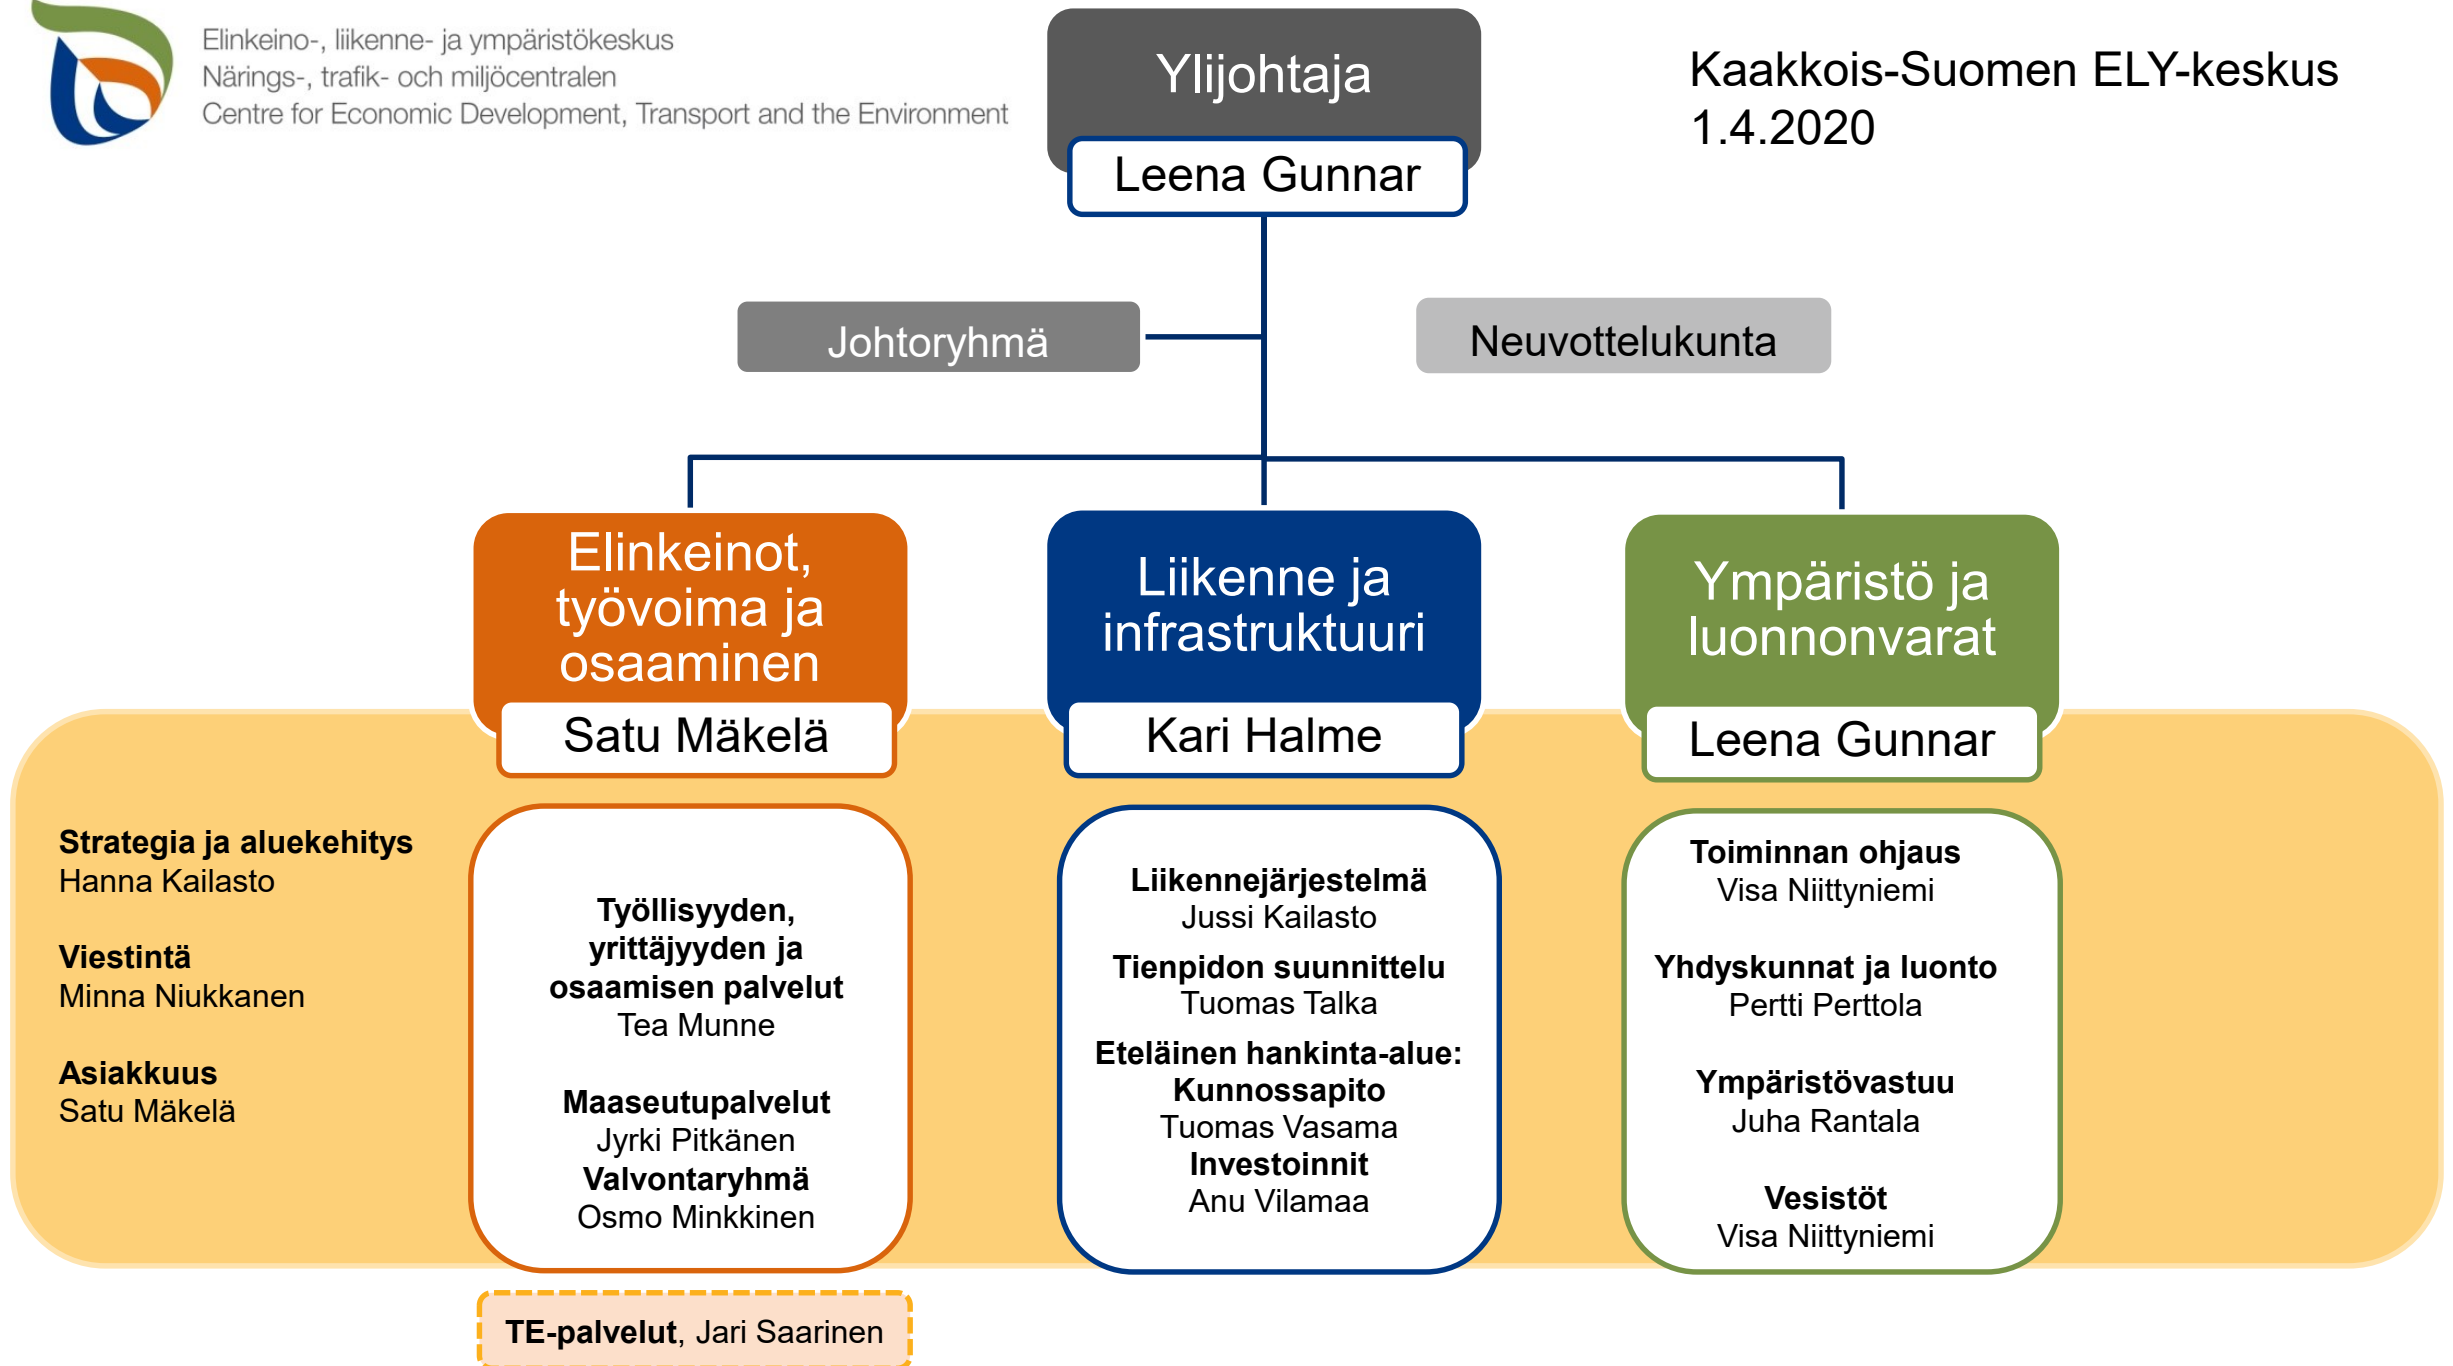 Elinkeino-, liikenne- ja ympäristökeskus
Närings-, trafik- och miljöcentralen
Centre for Economic Development, Transport and the Environment
Ylijohtaja
Leena Gunnar
Kaakkois-Suomen ELY-keskus
1.4.2020
Johtoryhmä
Neuvottelukunta
Elinkeinot,
työvoima ja
osaaminen
Satu Mäkelä
Liikenne ja
infrastruktuuri
Kari Halme
Ympäristö ja
luonnonvarat
Leena Gunnar
Strategia ja aluekehitys
Hanna Kailasto
Viestintä
Minna Niukkanen
Asiakkuus
Satu Mäkelä
Työllisyyden,
yrittäjyyden ja
osaamisen palvelut
Tea Munne
Maaseutupalvelut
Jyrki Pitkänen
Valvontaryhmä
Osmo Minkkinen
Liikennejärjestelmä
Jussi Kailasto
Tienpidon suunnittelu
Tuomas Talka
Eteläinen hankinta-alue:
Kunnossapito
Tuomas Vasama
Investoinnit
Anu Vilamaa
Toiminnan ohjaus
Visa Niittyniemi
Yhdyskunnat ja luonto
Pertti Perttola
Ympäristövastuu
Juha Rantala
Vesistöt
Visa Niittyniemi
TE-palvelut, Jari Saarinen